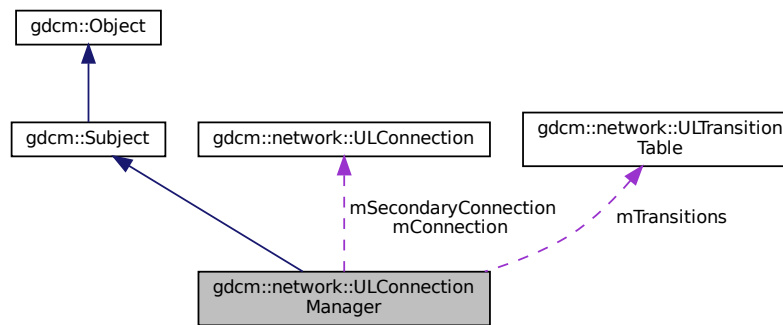 gdcm::Object
gdcm::Subject
gdcm::network::ULConnection
gdcm::network::ULTransition
Table
mSecondaryConnection
mConnection
mTransitions
gdcm::network::ULConnection
Manager